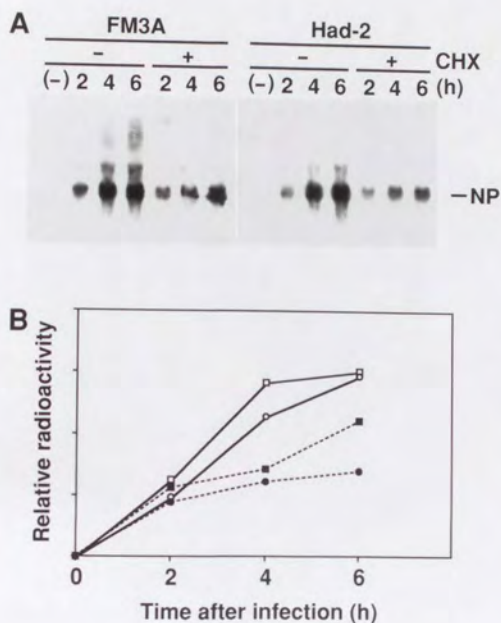 A
FM3A Had-2
− + − + CHX
(−) 2 4 6 2 4 6 (−) 2 4 6 2 4 6 (h)
−NP
B
Relative radioactivity
0 2 4 6
Time after infection (h)